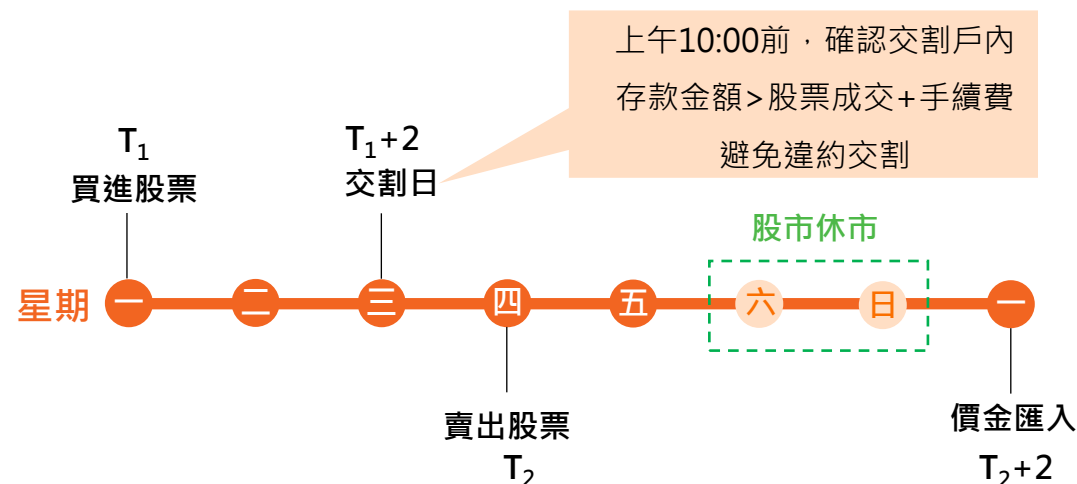 上午10:00前，確認交割戶內
存款金額>股票成交+手續費
避免違約交割
T₁
買進股票
T₁+2
交割日
股市休市
星期 一 二 三 四 五 六 日 一
賣出股票
T₂
價金匯入
T₂+2